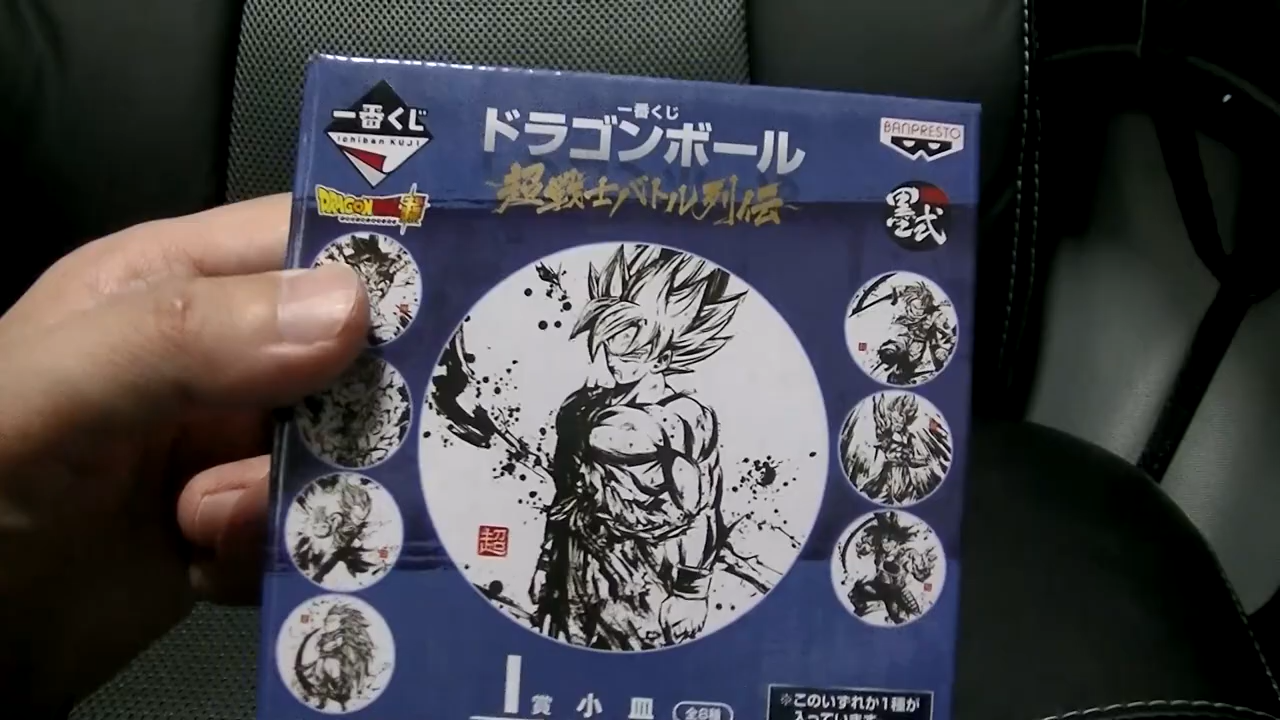 一番くじ
Ichiban KUJI
一番くじ
ドラゴンボール
超戦士バトル列伝
BANPRESTO
DRAGON
超
墨式
超
I賞 小皿 全8種
※このいずれか1種が
入っています